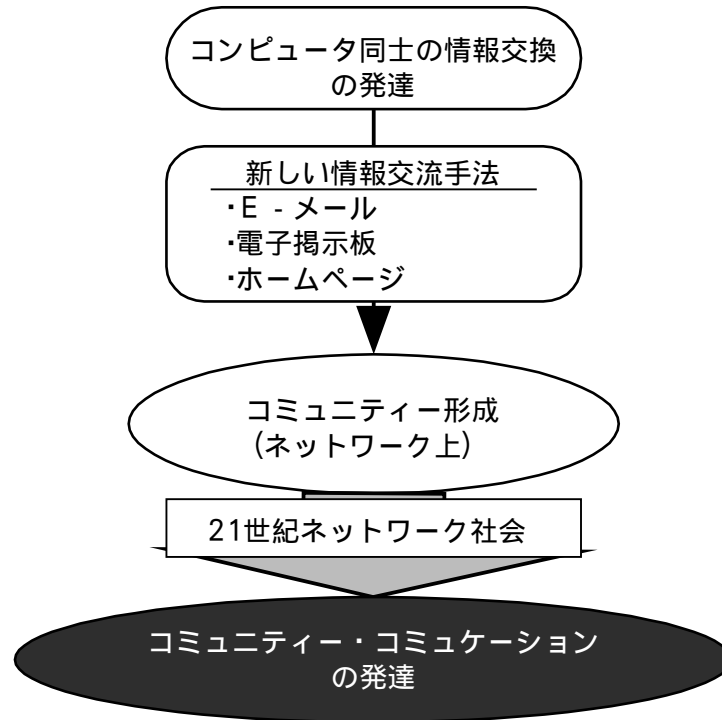 コンピュータ同士の情報交換
の発達
新しい情報交流手法
・E - メール
・電子掲示板
・ホームページ
コミュニティー形成
(ネットワーク上)
21世紀ネットワーク社会
コミュニティー・コミュケーション
の発達